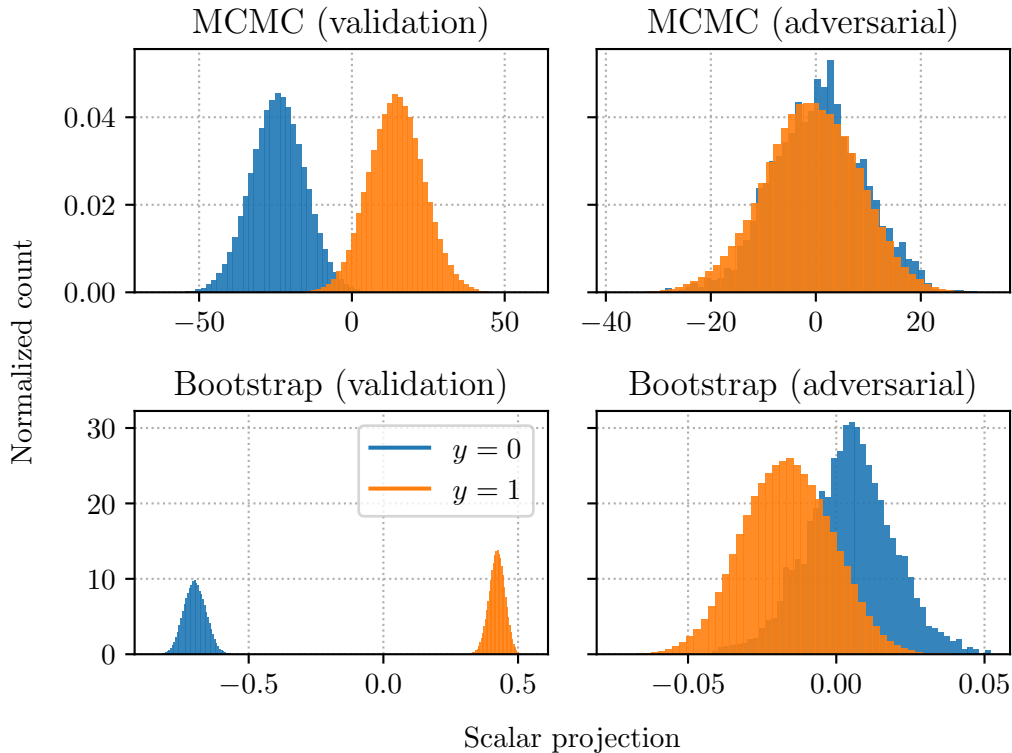 MCMC (validation)
MCMC (adversarial)
0.04
0.02
0.00
−50
0
50
−40
−20
0
20
Bootstrap (validation)
Bootstrap (adversarial)
30
20
10
0
y = 0
y = 1
−0.5
0.0
0.5
−0.05
0.00
0.05
Normalized count
Scalar projection